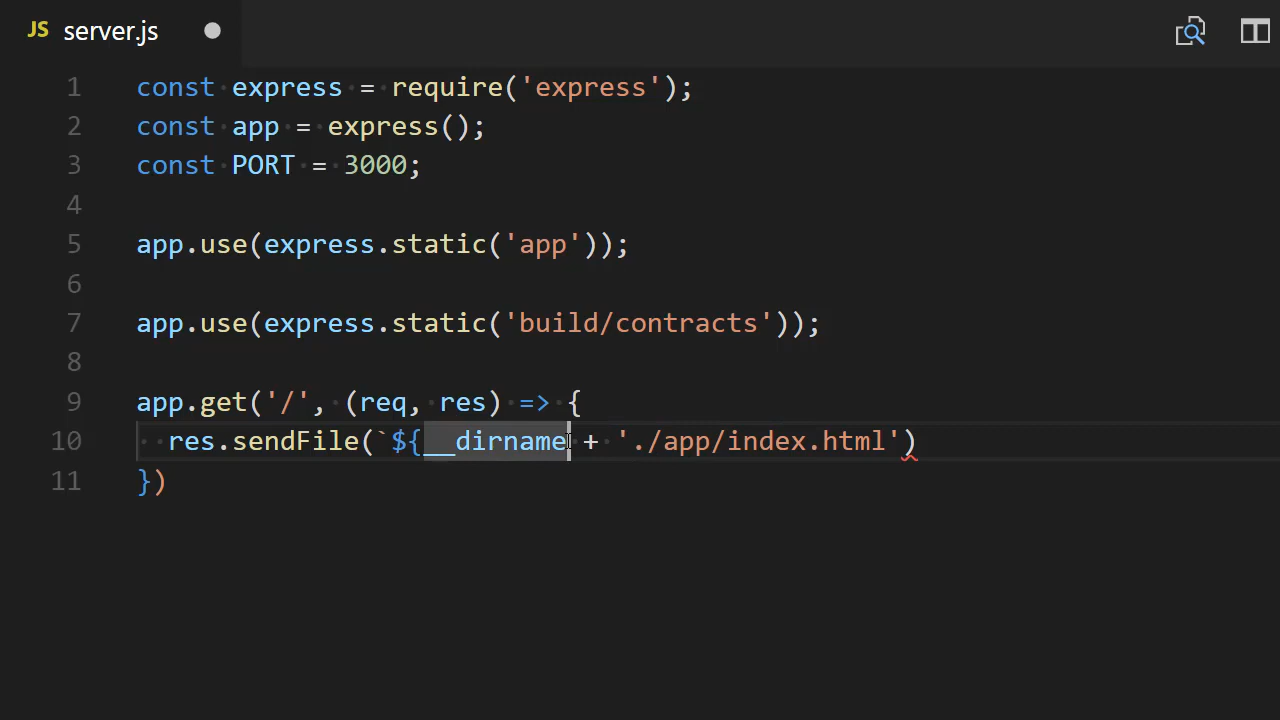 JS server.js
1 const express = require('express');
2 const app = express();
3 const PORT = 3000;
4
5 app.use(express.static('app'));
6
7 app.use(express.static('build/contracts'));
8
9 app.get('/', (req, res) => {
10   res.sendFile(`${__dirname + './app/index.html')
11 })